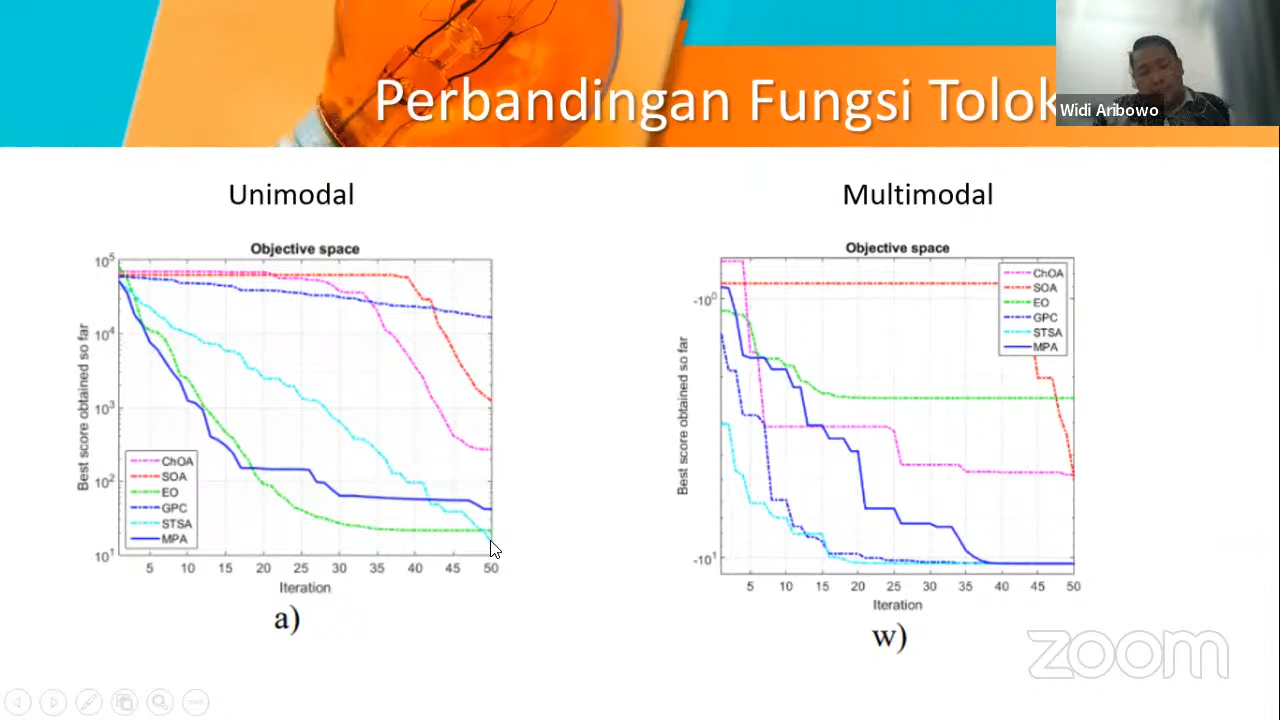 Perbandingan Fungsi Tolok
Widi Aribowo
Unimodal
Multimodal
Objective space
10^5
10^4
10^3
10^2
10^1
Best score obtained so far
ChOA
SOA
EO
GPC
STSA
MPA
5 10 15 20 25 30 35 40 45 50
Iteration
a)
Objective space
-10^0
-10^1
Best score obtained so far
ChOA
SOA
EO
GPC
STSA
MPA
5 10 15 20 25 30 35 40 45 50
Iteration
w)
zoom